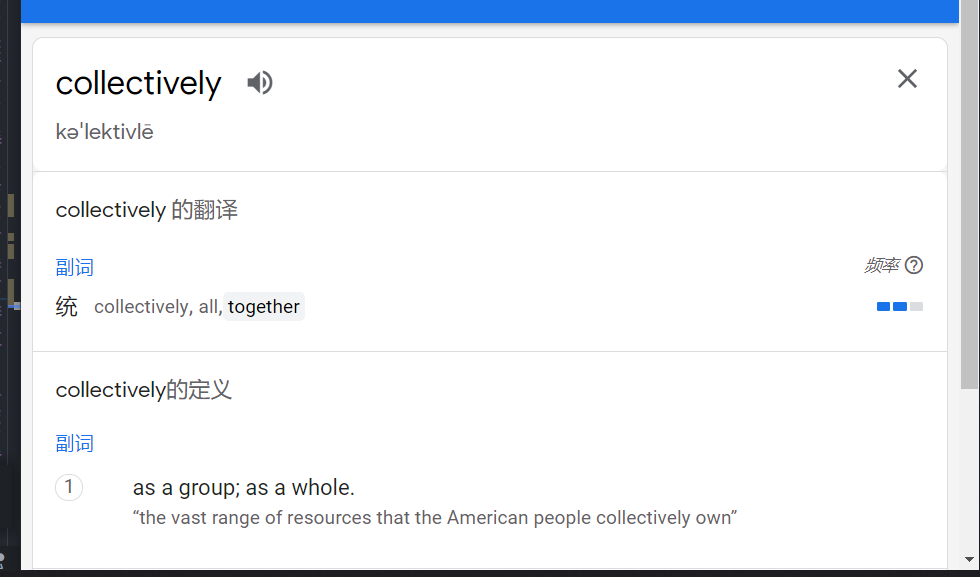 collectively
kəˈlektivlē
collectively 的翻译
副词 频率
统 collectively, all, together
collectively的定义
副词
1 as a group; as a whole.
“the vast range of resources that the American people collectively own”